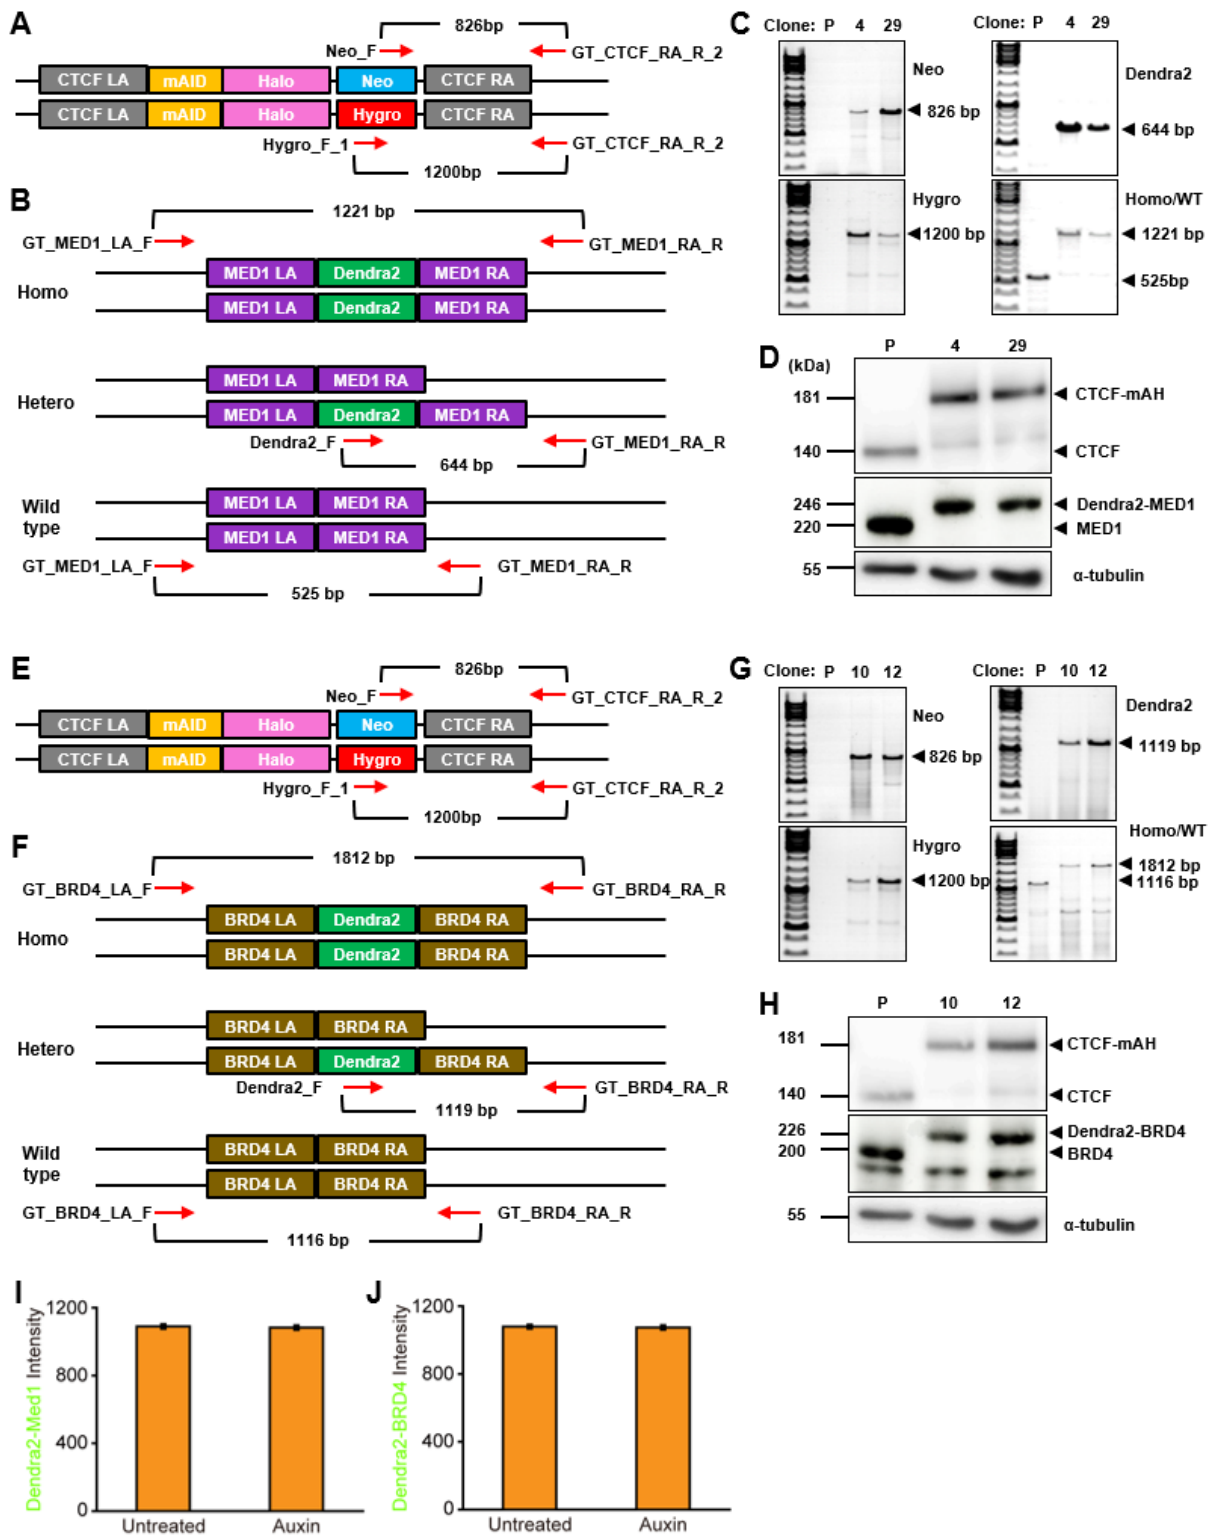 A
826bp
Neo_F
GT_CTCF_RA_R_2
CTCF LA mAID Halo Neo CTCF RA
CTCF LA mAID Halo Hygro CTCF RA
Hygro_F_1
GT_CTCF_RA_R_2
1200bp
B
1221 bp
GT_MED1_LA_F
GT_MED1_RA_R
Homo
MED1 LA Dendra2 MED1 RA
MED1 LA Dendra2 MED1 RA
Hetero
MED1 LA MED1 RA
MED1 LA Dendra2 MED1 RA
Dendra2_F
GT_MED1_RA_R
644 bp
Wild type
MED1 LA MED1 RA
MED1 LA MED1 RA
GT_MED1_LA_F
GT_MED1_RA_R
525 bp
C
Clone: P 4 29
Neo
826 bp
Hygro
1200 bp
Clone: P 4 29
Dendra2
644 bp
Homo/WT
1221 bp
525bp
D
(kDa)
P 4 29
181
CTCF-mAH
140
CTCF
246
Dendra2-MED1
220
MED1
55
α-tubulin
E
826bp
Neo_F
GT_CTCF_RA_R_2
CTCF LA mAID Halo Neo CTCF RA
CTCF LA mAID Halo Hygro CTCF RA
Hygro_F_1
GT_CTCF_RA_R_2
1200bp
F
1812 bp
GT_BRD4_LA_F
GT_BRD4_RA_R
Homo
BRD4 LA Dendra2 BRD4 RA
BRD4 LA Dendra2 BRD4 RA
Hetero
BRD4 LA BRD4 RA
BRD4 LA Dendra2 BRD4 RA
Dendra2_F
GT_BRD4_RA_R
1119 bp
Wild type
BRD4 LA BRD4 RA
BRD4 LA BRD4 RA
GT_BRD4_LA_F
GT_BRD4_RA_R
1116 bp
G
Clone: P 10 12
Neo
826 bp
Hygro
1200 bp
Clone: P 10 12
Dendra2
1119 bp
Homo/WT
1812 bp
1116 bp
H
P 10 12
181
CTCF-mAH
140
CTCF
226
Dendra2-BRD4
200
BRD4
55
α-tubulin
I
Dendra2-Med1 Intensity
1200
800
400
0
Untreated Auxin
J
Dendra2-BRD4 Intensity
1200
800
400
0
Untreated Auxin